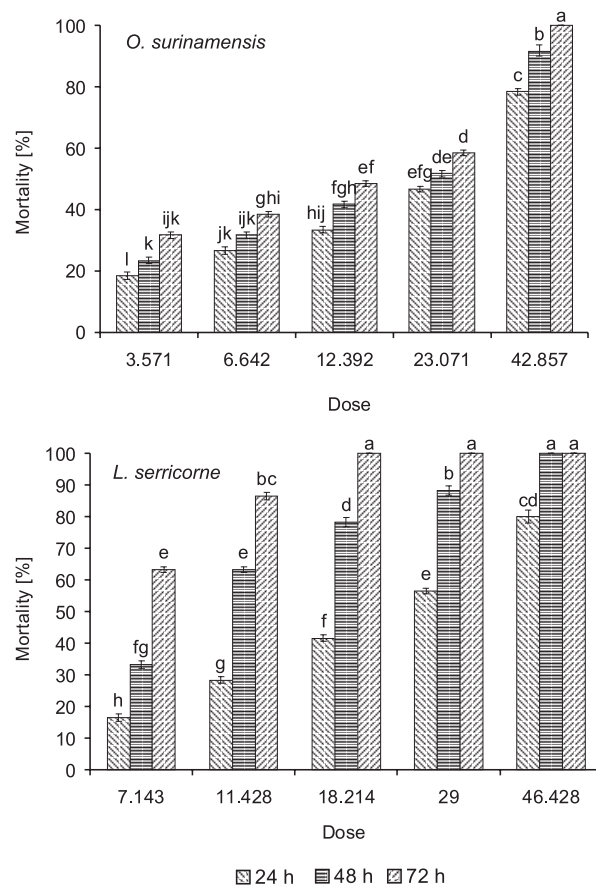 O. surinamensis
Mortality [%]
100
80
60
40
20
0
l k ijk
jk ijk ghi
hij fgh ef
efg de d
c b a
3.571 6.642 12.392 23.071 42.857
Dose
L. serricorne
Mortality [%]
100
90
80
70
60
50
40
30
20
10
0
h fg e
g e bc
f d a
e b a
cd a a
7.143 11.428 18.214 29 46.428
Dose
24 h 48 h 72 h